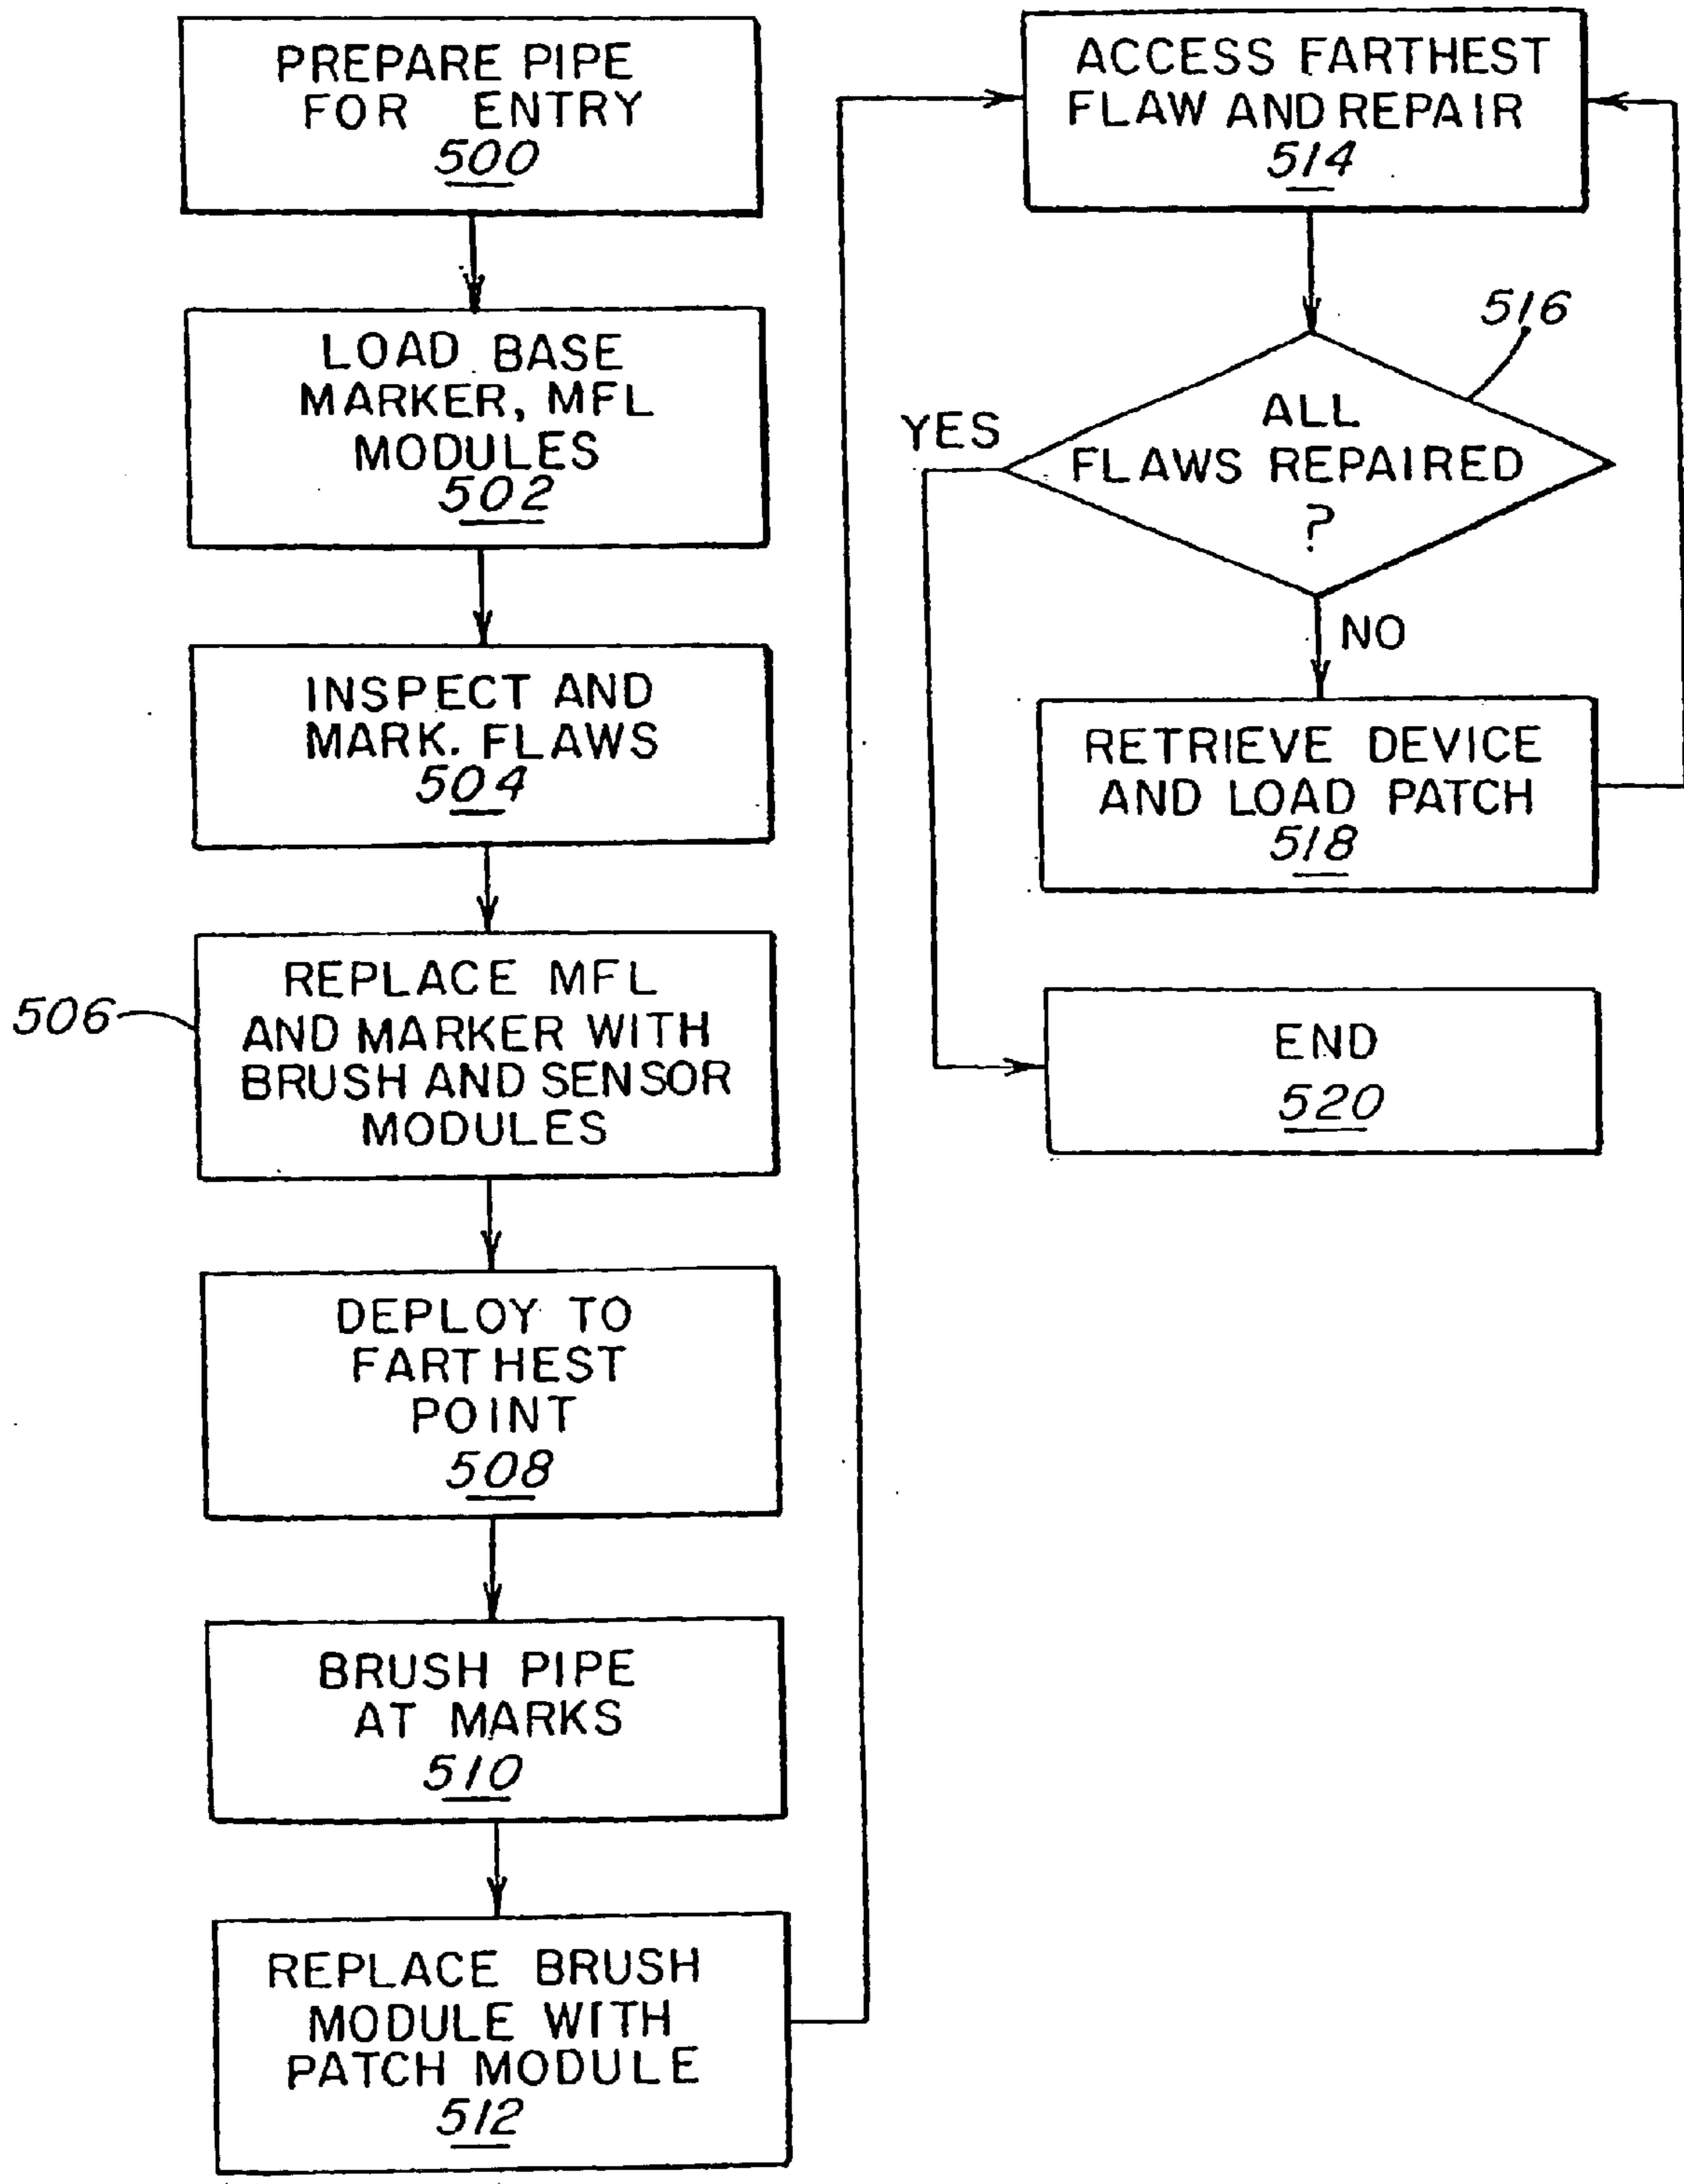 PREPARE PIPE
FOR ENTRY
500
LOAD BASE
MARKER, MFL
MODULES
502
INSPECT AND
MARK. FLAWS
504
506
REPLACE MFL
AND MARKER WITH
BRUSH AND SENSOR
MODULES
DEPLOY TO
FARTHEST
POINT
508
BRUSH PIPE
AT MARKS
510
REPLACE BRUSH
MODULE WITH
PATCH MODULE
512
ACCESS FARTHEST
FLAW AND REPAIR
514
516
YES
ALL
FLAWS REPAIRED
?
NO
RETRIEVE DEVICE
AND LOAD PATCH
518
END
520